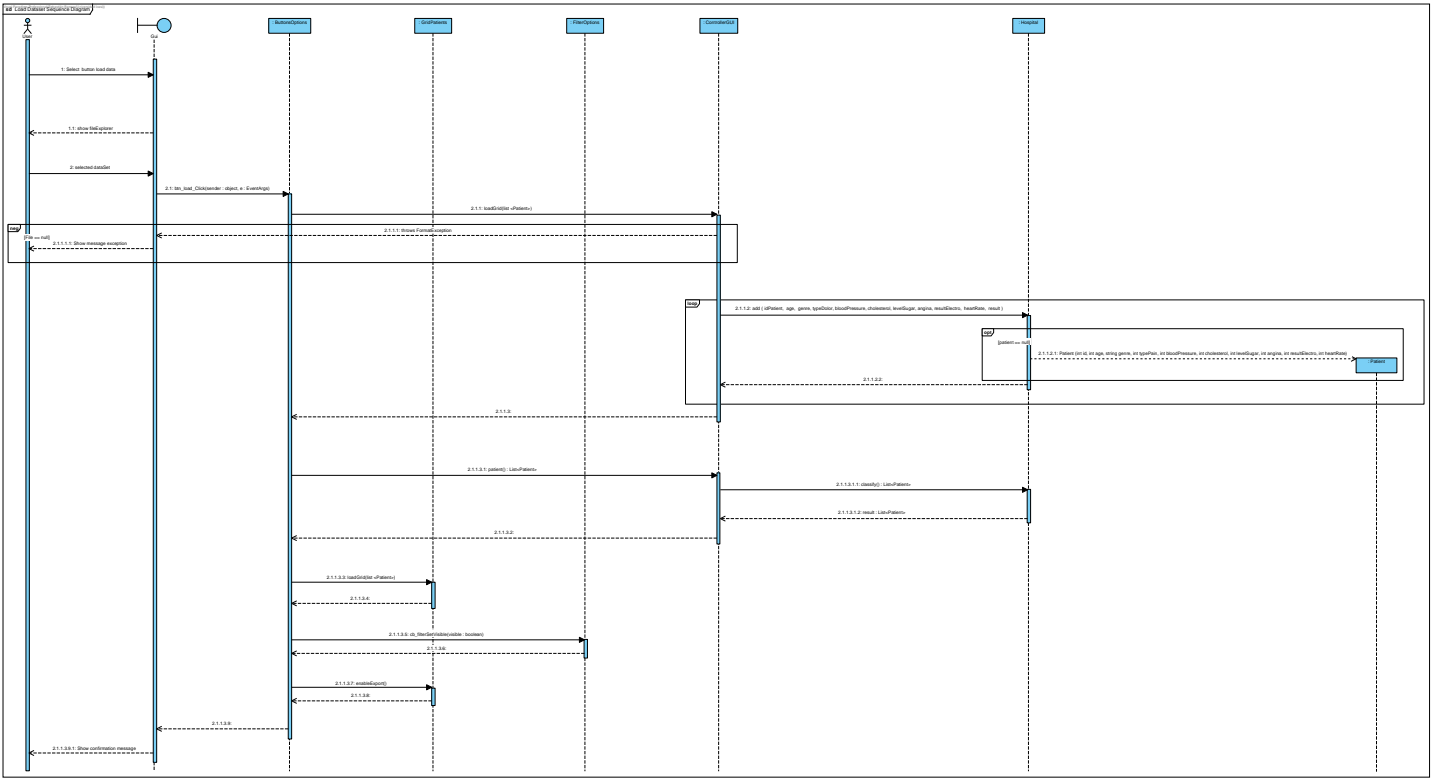 sd Load Dataset Sequence Diagram
User
Gui
: ButtonsOptions
: GridPatients
: FilterOptions
: ControllerGUI
: Hospital
1: Select button load data
1.1: show fileExplorer
2: selected dataSet
2.1: btn_load_Click(sender : object, e : EventArgs)
2.1.1: loadGrid(list <Patient>)
neg
[File == null]
2.1.1.1: throws FormatException
2.1.1.1.1: Show message exception
loop
2.1.1.2: add ( idPatient, age, genre, typeDolor, bloodPressure, cholesterol, levelSugar, angina, resultElectro, heartRate, result )
opt
[patient == null]
2.1.1.2.1: Patient (int id, int age, string genre, int typePain, int bloodPressure, int cholesterol, int levelSugar, int angina, int resultElectro, int heartRate)
: Patient
2.1.1.2.2:
2.1.1.3:
2.1.1.3.1: patient() : List<Patient>
2.1.1.3.1.1: classify() : List<Patient>
2.1.1.3.1.2: result : List<Patient>
2.1.1.3.2:
2.1.1.3.3: loadGrid(list <Patient>)
2.1.1.3.4:
2.1.1.3.5: cb_filterSetVisible(visible : boolean)
2.1.1.3.6:
2.1.1.3.7: enableExport()
2.1.1.3.8:
2.1.1.3.9:
2.1.1.3.9.1: Show confirmation message